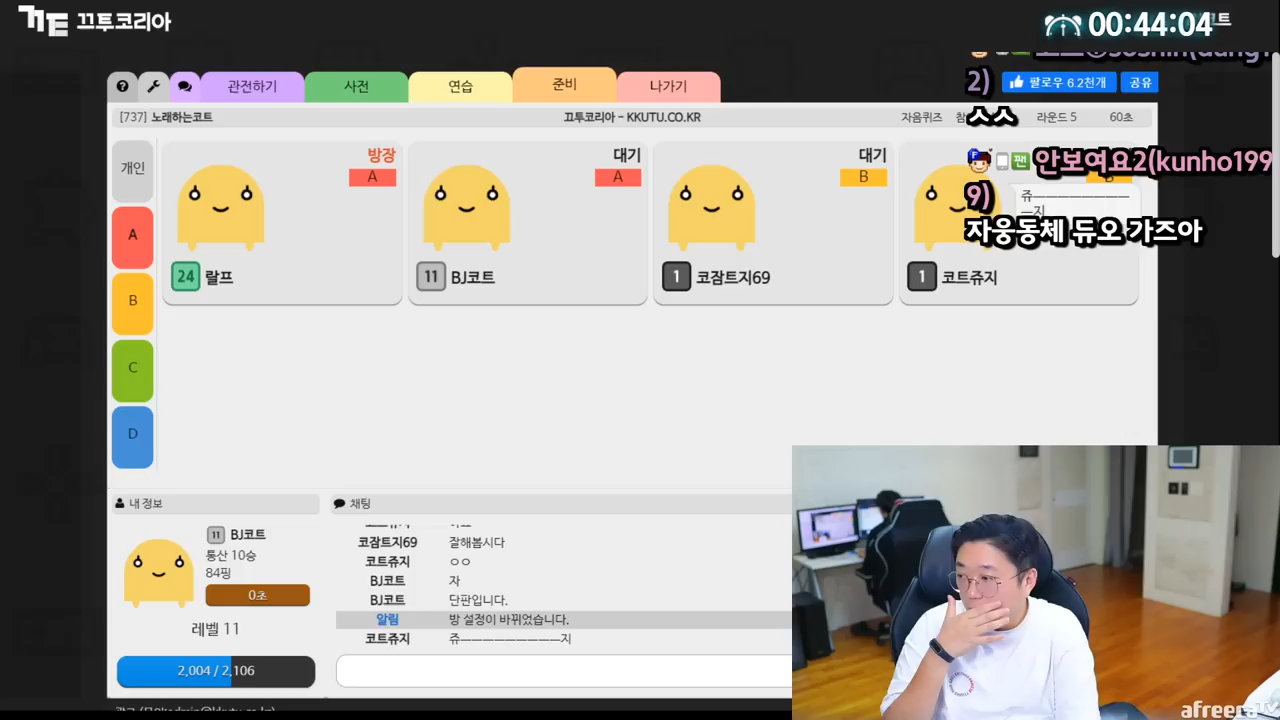 끄투코리아
00:44:04
2)
ㅅㅅ
팔로우 6.2천개
공유
관전하기
사전
연습
준비
나가기
[737] 노래하는코트
끄투코리아 - KKUTU.CO.KR
자음퀴즈
라운드 5
60초
팬 안보여요2(kunho199
9)
자웅동체 듀오 가즈아
개인
A
B
C
D
방장
A
24 랄프
대기
A
11 BJ코트
대기
B
1 코잠트지69
쥬─────────
─지
1 코트쥬지
내 정보
11 BJ코트
통산 10승
84핑
0초
레벨 11
2,004 / 2,106
채팅
코잠트지69 잘해봅시다
코트쥬지 ㅇㅇ
BJ코트 자
BJ코트 단판입니다.
알림 방 설정이 바뀌었습니다.
코트쥬지 쥬──────────지
afreecaTV